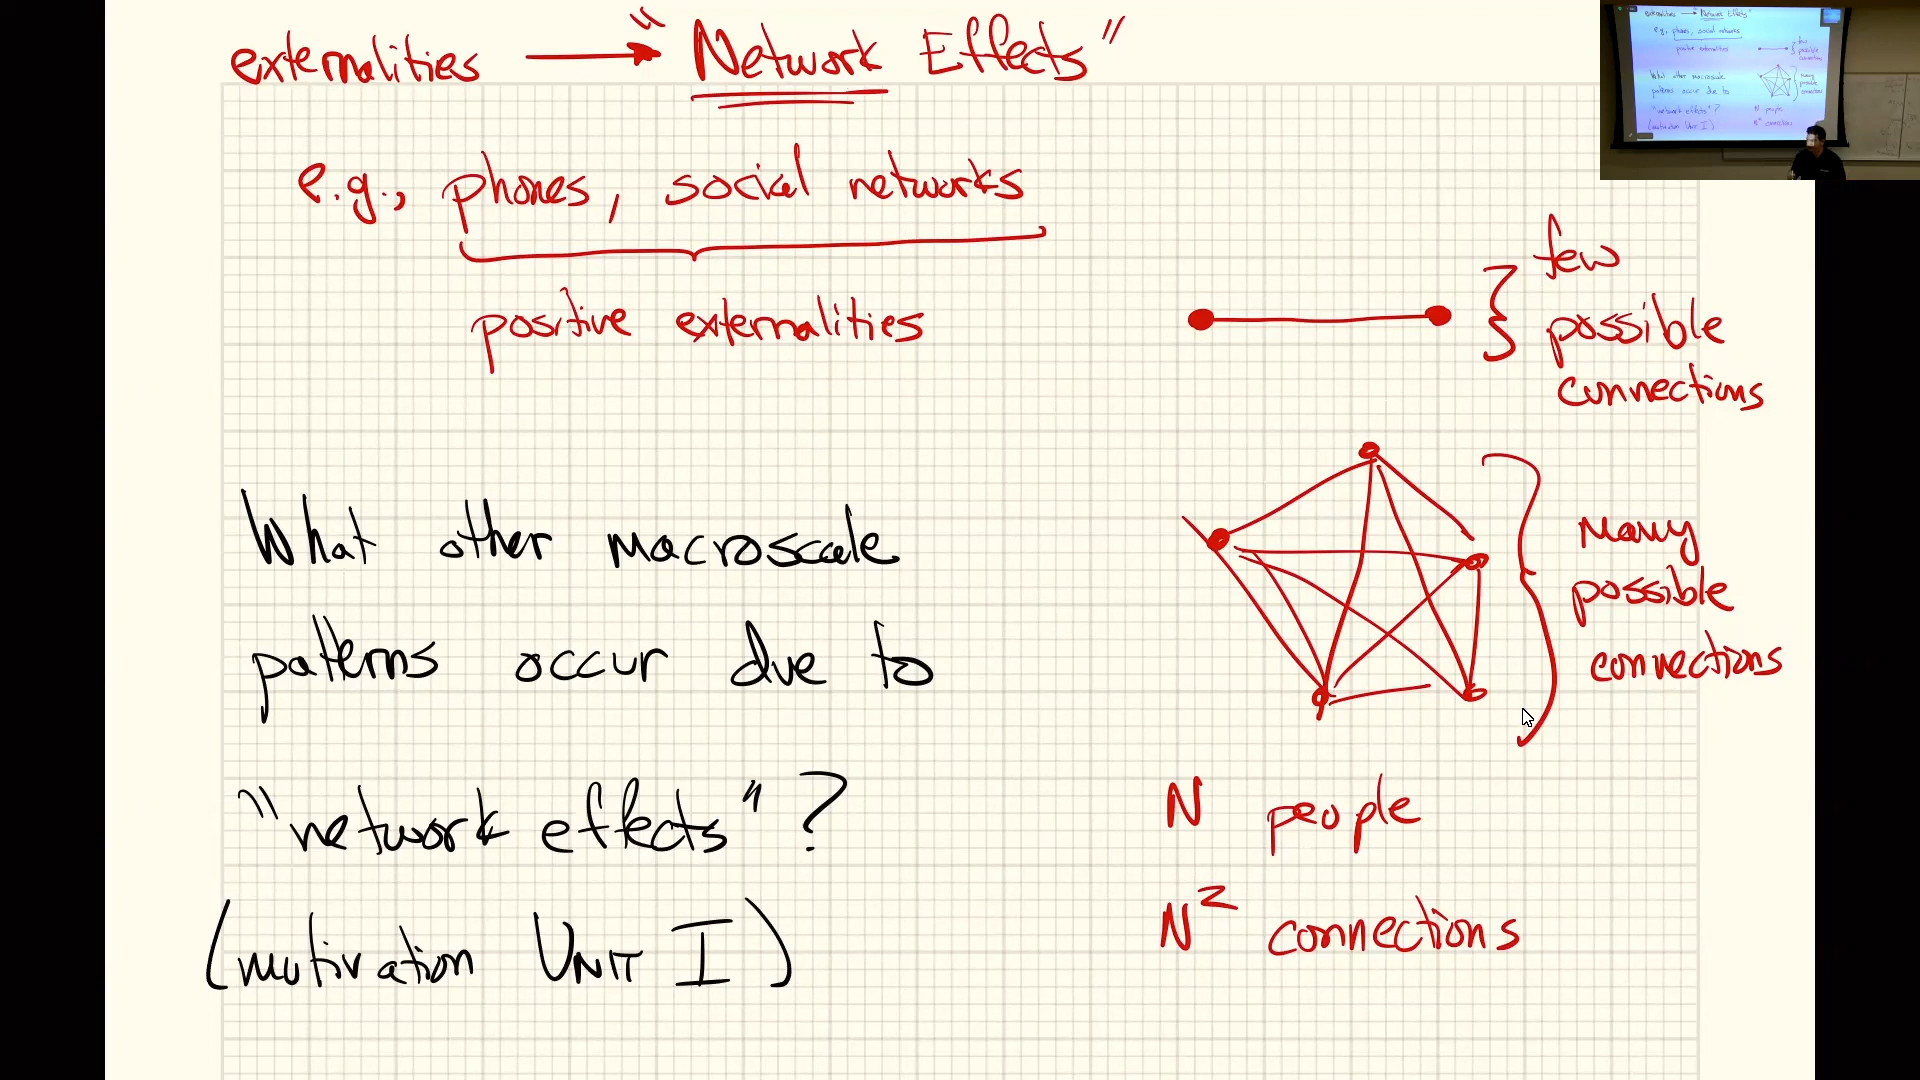 externalities → "Network Effects"
e.g., phones, social networks
positive externalities
few
possible
connections
What other macroscale
patterns occur due to
"network effects"?
(motivation UNIT I)
Many
possible
connections
N people
N² connections